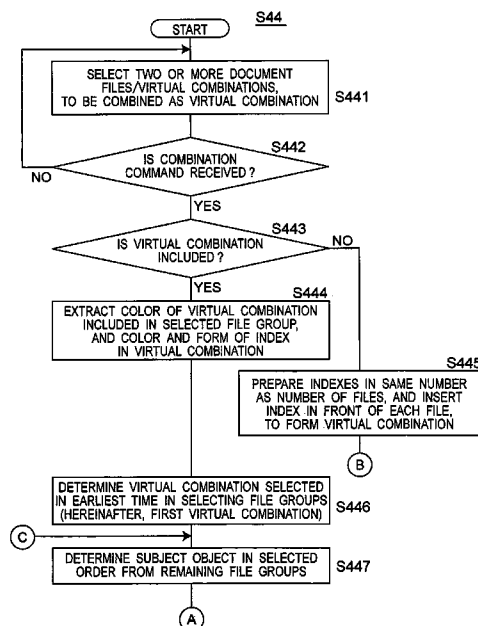 S44
START
SELECT TWO OR MORE DOCUMENT
FILES/VIRTUAL COMBINATIONS,
TO BE COMBINED AS VIRTUAL COMBINATION
S441
S442
IS COMBINATION
COMMAND RECEIVED?
NO
YES
S443
IS VIRTUAL COMBINATION
INCLUDED?
NO
YES
S444
EXTRACT COLOR OF VIRTUAL COMBINATION
INCLUDED IN SELECTED FILE GROUP,
AND COLOR AND FORM OF INDEX
IN VIRTUAL COMBINATION
S445
PREPARE INDEXES IN SAME NUMBER
AS NUMBER OF FILES, AND INSERT
INDEX IN FRONT OF EACH FILE,
TO FORM VIRTUAL COMBINATION
B
DETERMINE VIRTUAL COMBINATION SELECTED
IN EARLIEST TIME IN SELECTING FILE GROUPS
(HEREINAFTER, FIRST VIRTUAL COMBINATION)
S446
C
DETERMINE SUBJECT OBJECT IN SELECTED
ORDER FROM REMAINING FILE GROUPS
S447
A